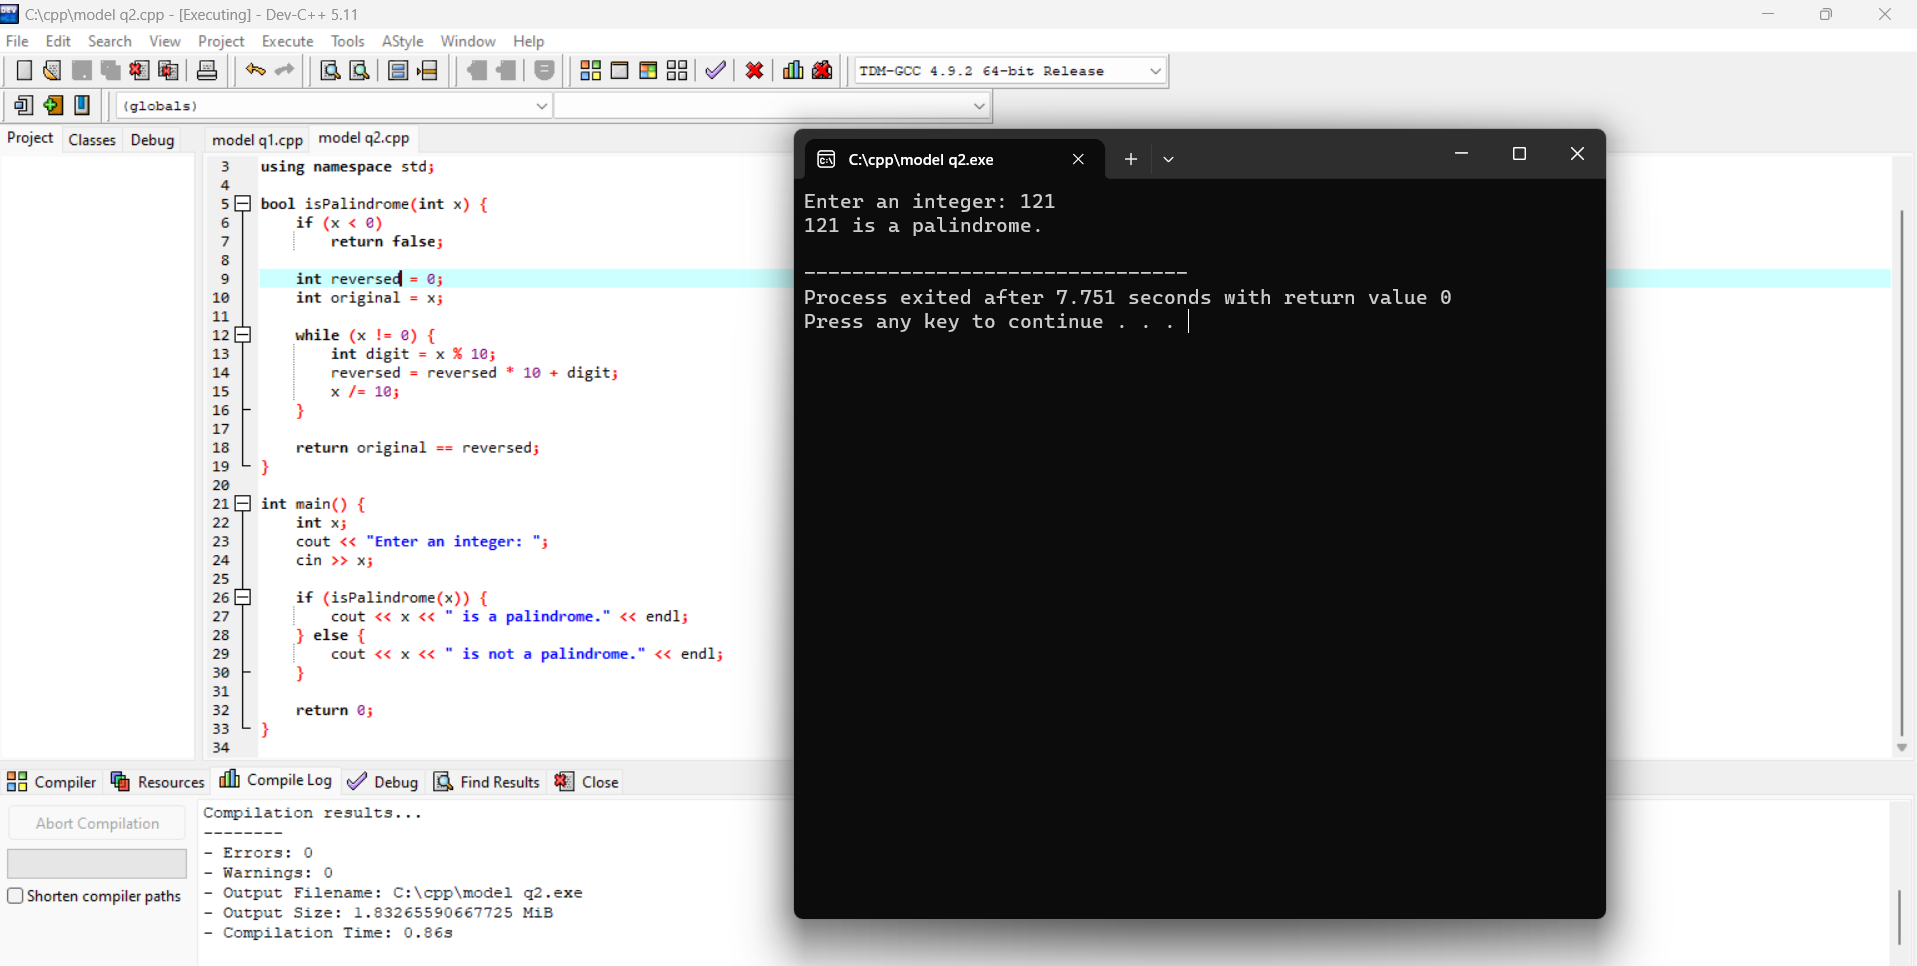 C:\cpp\model q2.cpp - [Executing] - Dev-C++ 5.11
File Edit Search View Project Execute Tools AStyle Window Help
TDM-GCC 4.9.2 64-bit Release
(globals)
Project Classes Debug
model q1.cpp model q2.cpp
3 using namespace std;
4
5 bool isPalindrome(int x) {
6 if (x < 0)
7 return false;
8
9 int reversed = 0;
10 int original = x;
11
12 while (x != 0) {
13 int digit = x % 10;
14 reversed = reversed * 10 + digit;
15 x /= 10;
16 }
17
18 return original == reversed;
19 }
20
21 int main() {
22 int x;
23 cout << "Enter an integer: ";
24 cin >> x;
25
26 if (isPalindrome(x)) {
27 cout << x << " is a palindrome." << endl;
28 } else {
29 cout << x << " is not a palindrome." << endl;
30 }
31
32 return 0;
33 }
34
C:\cpp\model q2.exe
Enter an integer: 121
121 is a palindrome.
--------------------------------
Process exited after 7.751 seconds with return value 0
Press any key to continue . . .
Compiler Resources Compile Log Debug Find Results Close
Abort Compilation
Shorten compiler paths
Compilation results...
--------
- Errors: 0
- Warnings: 0
- Output Filename: C:\cpp\model q2.exe
- Output Size: 1.83265590667725 MiB
- Compilation Time: 0.86s